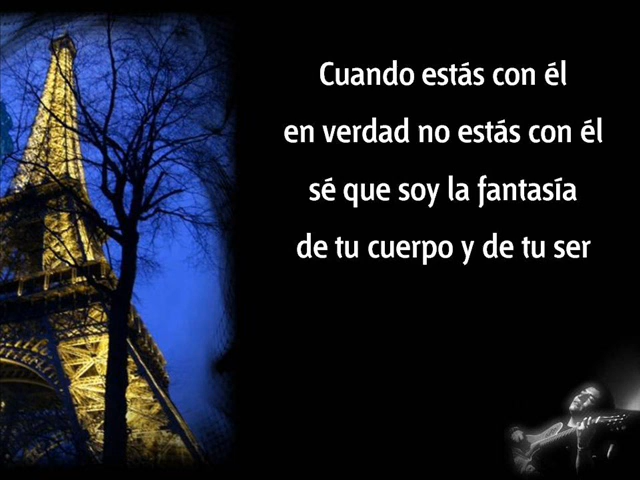 Cuando estás con él
en verdad no estás con él
sé que soy la fantasía
de tu cuerpo y de tu ser